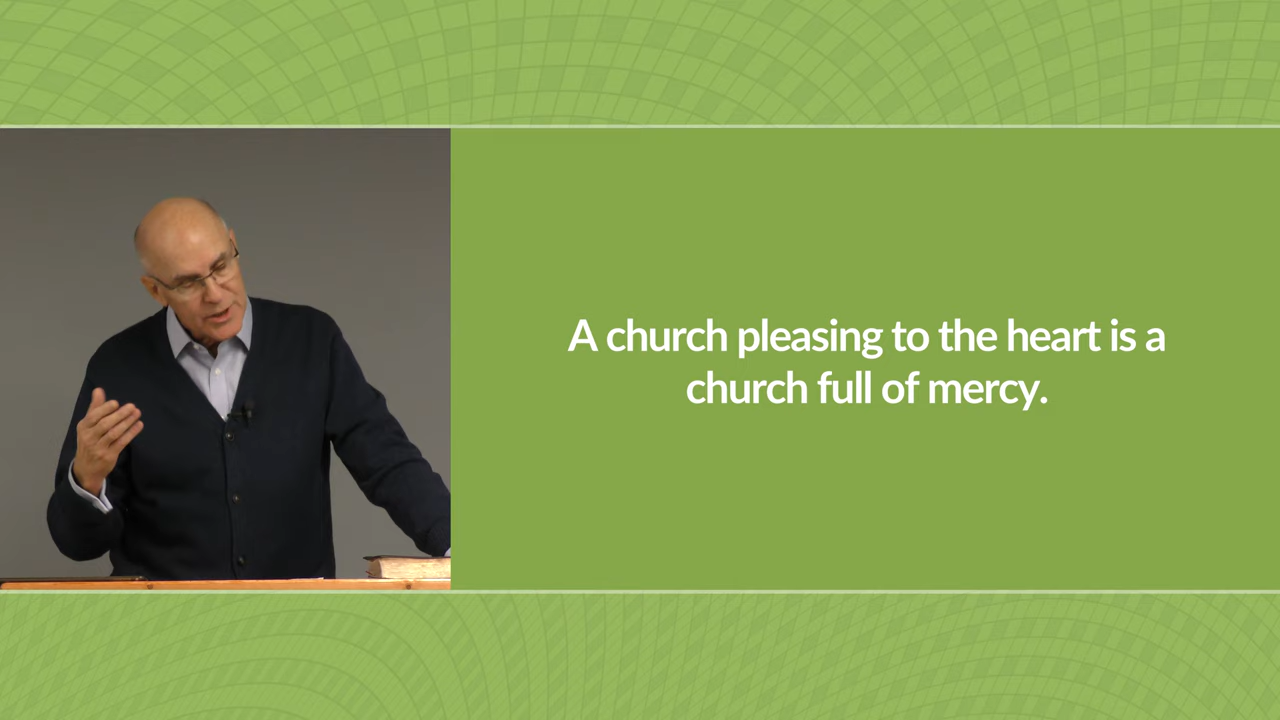 A church pleasing to the heart is a
church full of mercy.